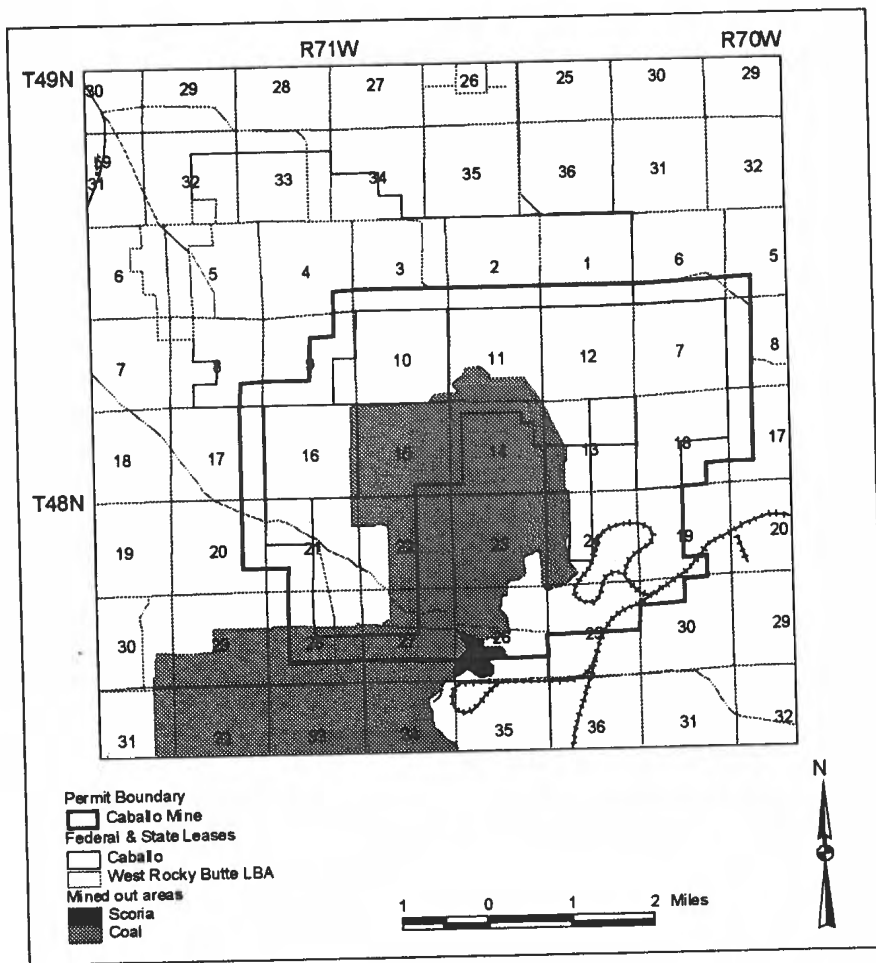 R71W R70W
T49N
30 29 28 27 26 25 30 29
59
31 32 33 34 35 36 31 32
6 5 4 3 2 1 6 5
7 8 9 10 11 12 7 8
18 17 16 15 14 13 18 17
T48N
19 20 21 22 23 24 19 20
30 29 28 27 26 25 30 29
31 32 33 34 35 36 31 32
Permit Boundary
Caballo Mine
Federal & State Leases
Caballo
West Rocky Butte LBA
Mined out areas
Scoria
Coal
1 0 1 2 Miles
N